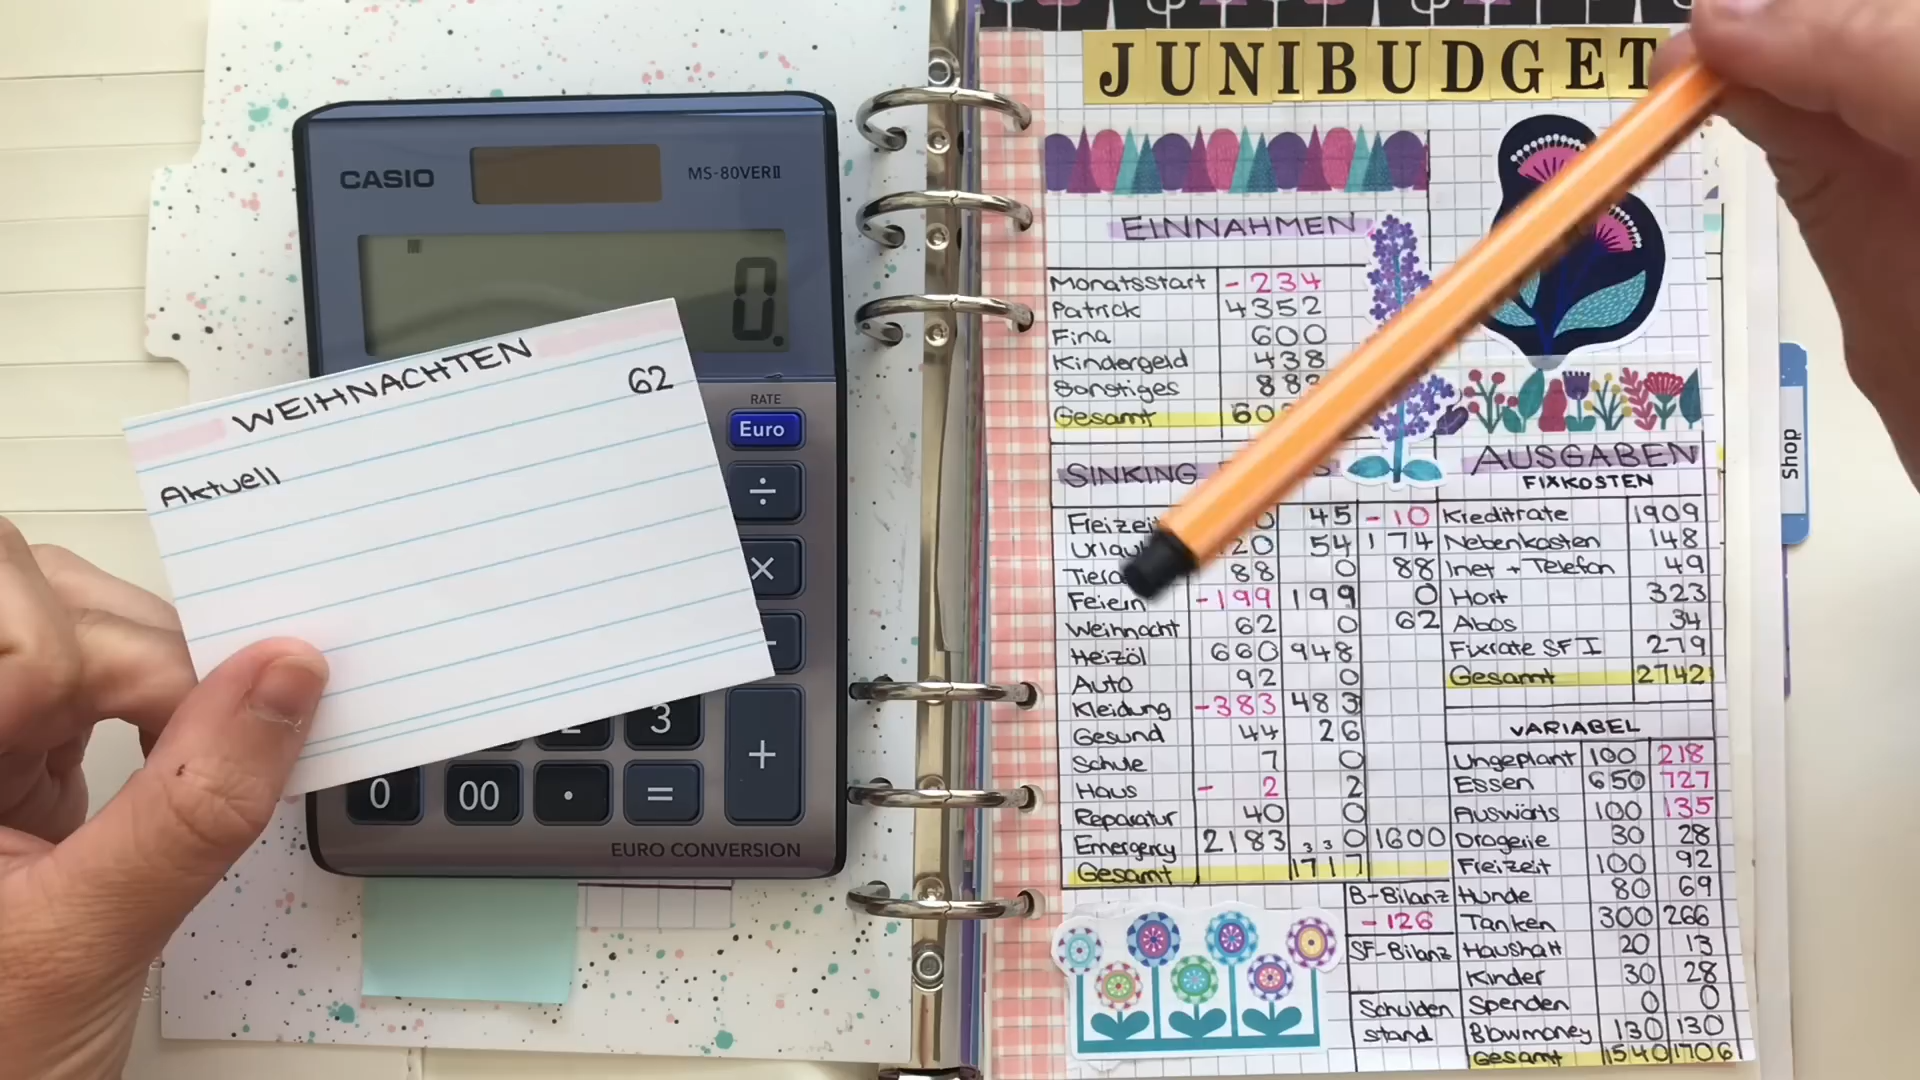 CASIO
MS-80VERII
0.
RATE
Euro
÷
×
3
+
0 00 • =
EURO CONVERSION
WEIHNACHTEN
62
Aktuell
JUNIBUDGET
EINNAHMEN
Monatsstart -234
Patrick 4352
Fina 600
Kindergeld 438
Sonstiges
Gesamt
SINKING
45 -10
54 174
88 0 88
Feiern -199 199 0
Weihnacht 62 0 62
Heizöl 660 948
Auto 92 0
Kleidung -383 483
Gesund 44 26
Schule 7 0
Haus - 2 2
Reparatur 40 0
Emergency 2183 0 1600
Gesamt 1717
B-Bilanz
-126
SF-Bilanz
Schulden
stand
AUSGABEN
FIXKOSTEN
Kreditrate 1909
Nebenkosten 148
Inet + Telefon 49
Hort 323
Abos 34
Fixrate SF I 279
Gesamt 2742
VARIABEL
Ungeplant 100 218
Essen 650 727
Auswärts 100 135
Drogerie 30 28
Freizeit 100 92
Hunde 80 69
Tanken 300 266
Haushalt 20 13
Kinder 30 28
Spenden 0 0
Blowmoney 130 130
Gesamt 1540 1706
Shop